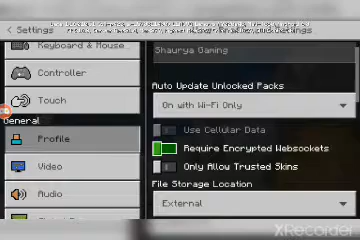 Settings
Keyboard & Mouse
Controller
Touch
General
Profile
Video
Audio
Shaurya Gaming
Auto Update Unlocked Packs
On with Wi-Fi Only
Use Cellular Data
Require Encrypted Websockets
Only Allow Trusted Skins
File Storage Location
External
XRecorder